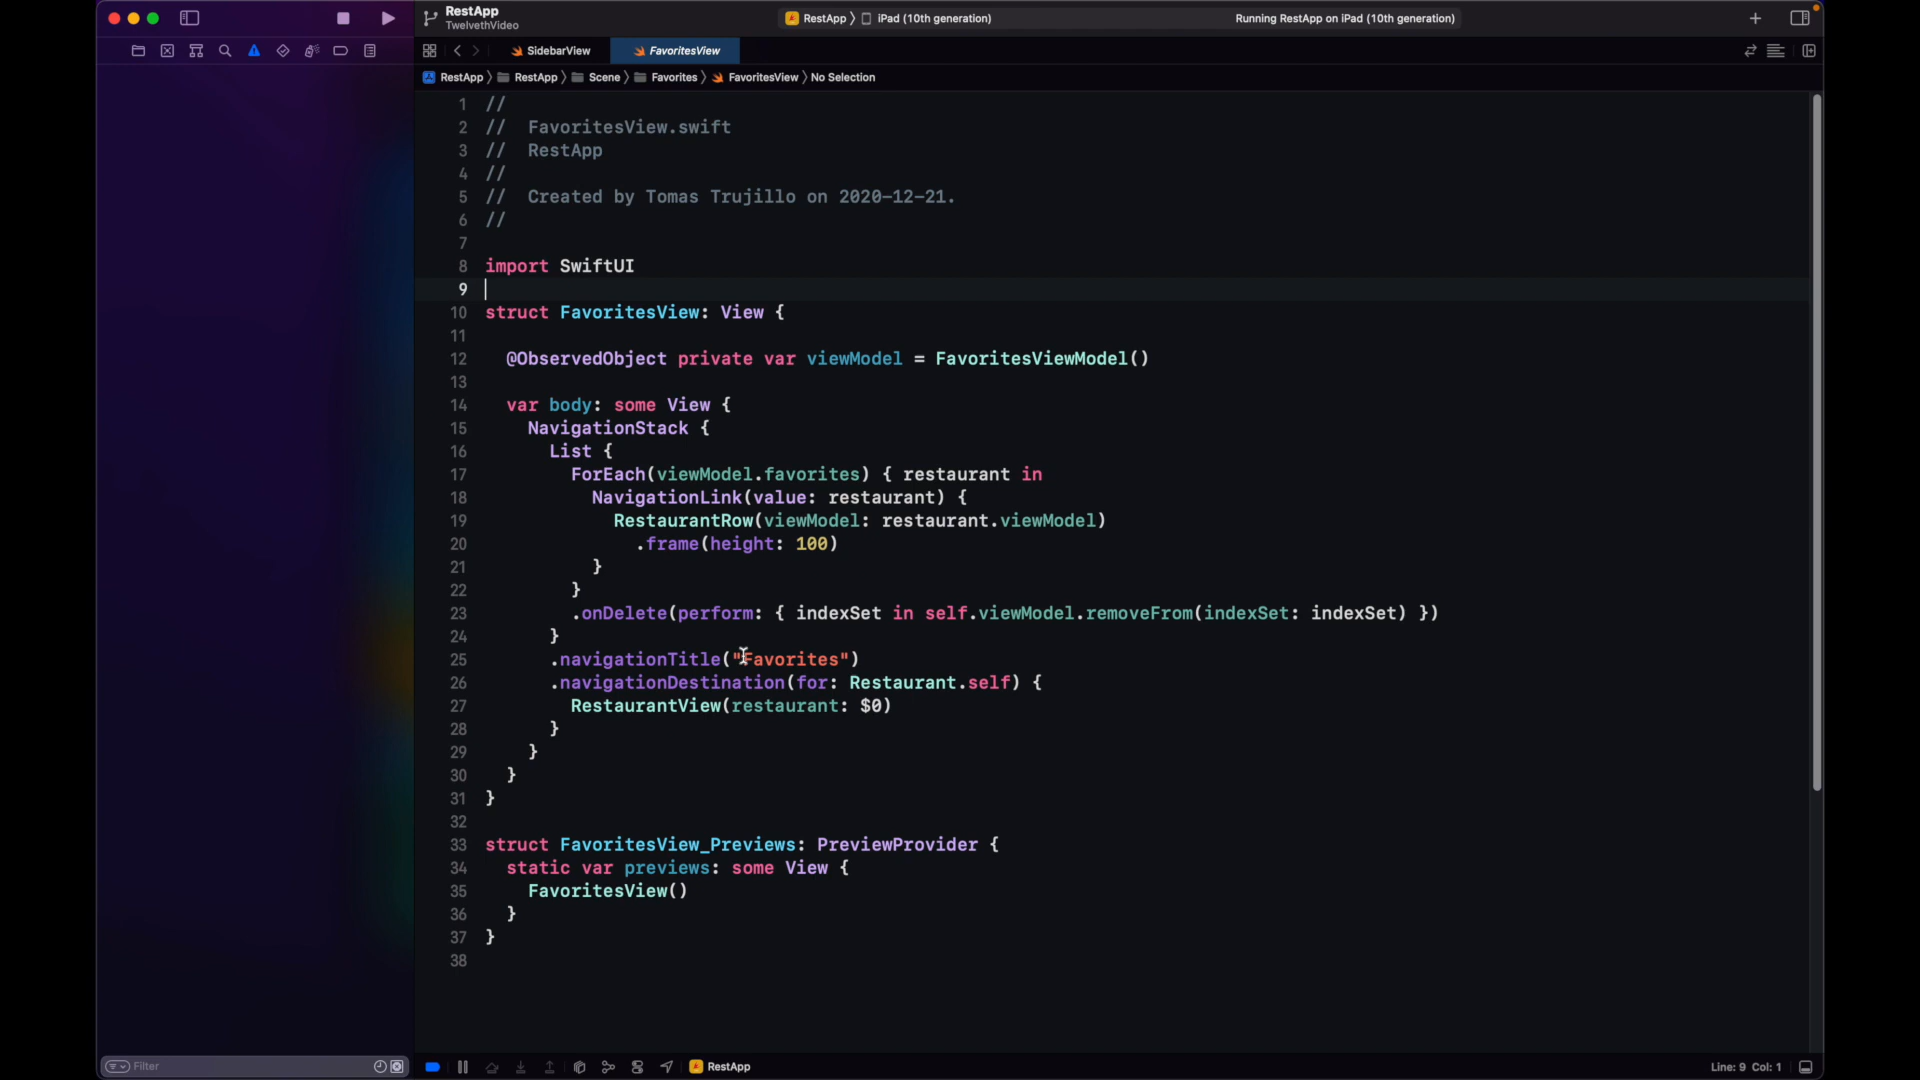 RestApp
TwelvethVideo
RestApp
iPad (10th generation)
Running RestApp on iPad (10th generation)
SidebarView
FavoritesView
RestApp
RestApp
Scene
Favorites
FavoritesView
No Selection
1 //
2 //  FavoritesView.swift
3 //  RestApp
4 //
5 //  Created by Tomas Trujillo on 2020-12-21.
6 //
7
8 import SwiftUI
9
10 struct FavoritesView: View {
11
12   @ObservedObject private var viewModel = FavoritesViewModel()
13
14   var body: some View {
15     NavigationStack {
16       List {
17         ForEach(viewModel.favorites) { restaurant in
18           NavigationLink(value: restaurant) {
19             RestaurantRow(viewModel: restaurant.viewModel)
20               .frame(height: 100)
21           }
22         }
23         .onDelete(perform: { indexSet in self.viewModel.removeFrom(indexSet: indexSet) })
24       }
25       .navigationTitle("Favorites")
26       .navigationDestination(for: Restaurant.self) {
27         RestaurantView(restaurant: $0)
28       }
29     }
30   }
31 }
32
33 struct FavoritesView_Previews: PreviewProvider {
34   static var previews: some View {
35     FavoritesView()
36   }
37 }
38
Filter
RestApp
Line: 9 Col: 1